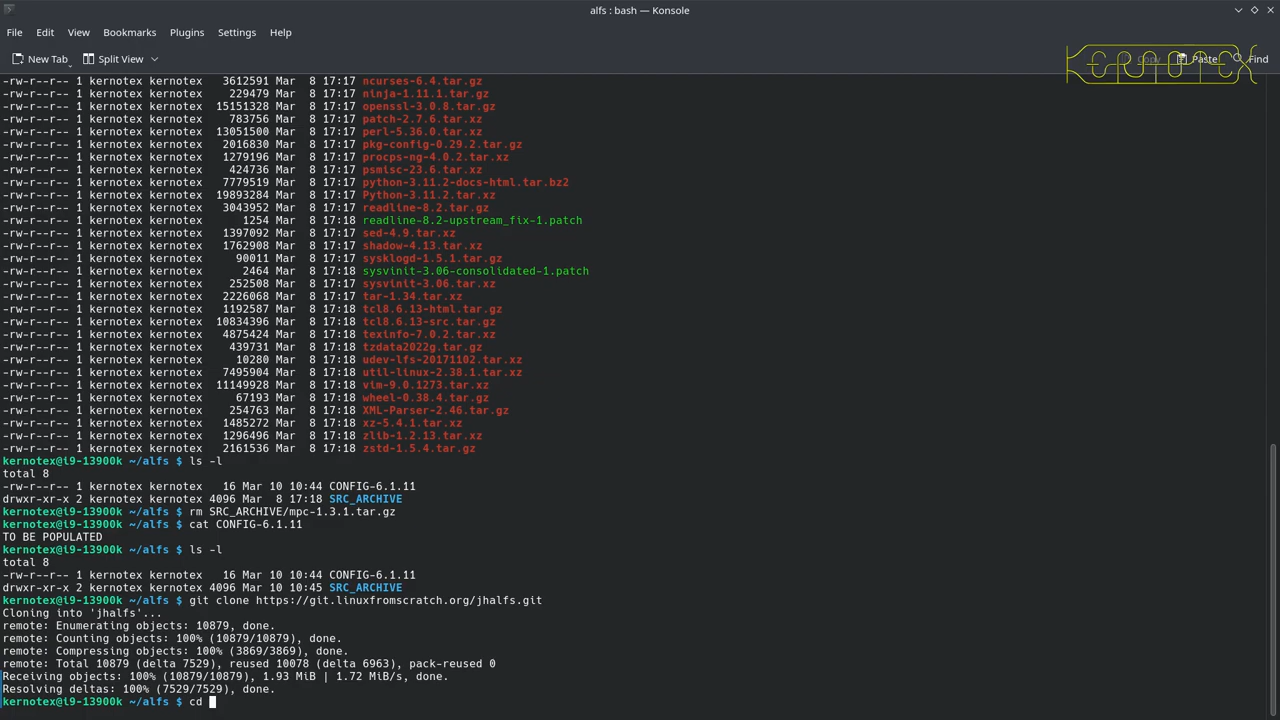 alfs : bash — Konsole
File Edit View Bookmarks Plugins Settings Help
New Tab Split View Copy Paste Find
KERNOTEX
-rw-r--r-- 1 kernotex kernotex 3612591 Mar 8 17:17 ncurses-6.4.tar.gz
-rw-r--r-- 1 kernotex kernotex 229479 Mar 8 17:17 ninja-1.11.1.tar.gz
-rw-r--r-- 1 kernotex kernotex 15151328 Mar 8 17:17 openssl-3.0.8.tar.gz
-rw-r--r-- 1 kernotex kernotex 783756 Mar 8 17:17 patch-2.7.6.tar.xz
-rw-r--r-- 1 kernotex kernotex 13051500 Mar 8 17:17 perl-5.36.0.tar.xz
-rw-r--r-- 1 kernotex kernotex 2016830 Mar 8 17:17 pkg-config-0.29.2.tar.gz
-rw-r--r-- 1 kernotex kernotex 1279196 Mar 8 17:17 procps-ng-4.0.2.tar.xz
-rw-r--r-- 1 kernotex kernotex 424736 Mar 8 17:17 psmisc-23.6.tar.xz
-rw-r--r-- 1 kernotex kernotex 7779519 Mar 8 17:17 python-3.11.2-docs-html.tar.bz2
-rw-r--r-- 1 kernotex kernotex 19893284 Mar 8 17:17 Python-3.11.2.tar.xz
-rw-r--r-- 1 kernotex kernotex 3043952 Mar 8 17:17 readline-8.2.tar.gz
-rw-r--r-- 1 kernotex kernotex 1254 Mar 8 17:18 readline-8.2-upstream_fix-1.patch
-rw-r--r-- 1 kernotex kernotex 1397092 Mar 8 17:17 sed-4.9.tar.xz
-rw-r--r-- 1 kernotex kernotex 1762908 Mar 8 17:17 shadow-4.13.tar.xz
-rw-r--r-- 1 kernotex kernotex 90011 Mar 8 17:17 sysklogd-1.5.1.tar.gz
-rw-r--r-- 1 kernotex kernotex 2464 Mar 8 17:18 sysvinit-3.06-consolidated-1.patch
-rw-r--r-- 1 kernotex kernotex 252508 Mar 8 17:17 sysvinit-3.06.tar.xz
-rw-r--r-- 1 kernotex kernotex 2226068 Mar 8 17:17 tar-1.34.tar.xz
-rw-r--r-- 1 kernotex kernotex 1192587 Mar 8 17:18 tcl8.6.13-html.tar.gz
-rw-r--r-- 1 kernotex kernotex 10834396 Mar 8 17:18 tcl8.6.13-src.tar.gz
-rw-r--r-- 1 kernotex kernotex 4875424 Mar 8 17:18 texinfo-7.0.2.tar.xz
-rw-r--r-- 1 kernotex kernotex 439731 Mar 8 17:18 tzdata2022g.tar.gz
-rw-r--r-- 1 kernotex kernotex 10280 Mar 8 17:18 udev-lfs-20171102.tar.xz
-rw-r--r-- 1 kernotex kernotex 7495904 Mar 8 17:18 util-linux-2.38.1.tar.xz
-rw-r--r-- 1 kernotex kernotex 11149928 Mar 8 17:18 vim-9.0.1273.tar.xz
-rw-r--r-- 1 kernotex kernotex 67193 Mar 8 17:18 wheel-0.38.4.tar.gz
-rw-r--r-- 1 kernotex kernotex 254763 Mar 8 17:18 XML-Parser-2.46.tar.gz
-rw-r--r-- 1 kernotex kernotex 1485272 Mar 8 17:18 xz-5.4.1.tar.xz
-rw-r--r-- 1 kernotex kernotex 1296496 Mar 8 17:18 zlib-1.2.13.tar.xz
-rw-r--r-- 1 kernotex kernotex 2161536 Mar 8 17:18 zstd-1.5.4.tar.gz
kernotex@i9-13900k ~/alfs $ ls -l
total 8
-rw-r--r-- 1 kernotex kernotex 16 Mar 10 10:44 CONFIG-6.1.11
drwxr-xr-x 2 kernotex kernotex 4096 Mar 8 17:18 SRC_ARCHIVE
kernotex@i9-13900k ~/alfs $ rm SRC_ARCHIVE/mpc-1.3.1.tar.gz
kernotex@i9-13900k ~/alfs $ cat CONFIG-6.1.11
TO BE POPULATED
kernotex@i9-13900k ~/alfs $ ls -l
total 8
-rw-r--r-- 1 kernotex kernotex 16 Mar 10 10:44 CONFIG-6.1.11
drwxr-xr-x 2 kernotex kernotex 4096 Mar 10 10:45 SRC_ARCHIVE
kernotex@i9-13900k ~/alfs $ git clone https://git.linuxfromscratch.org/jhalfs.git
Cloning into 'jhalfs'...
remote: Enumerating objects: 10879, done.
remote: Counting objects: 100% (10879/10879), done.
remote: Compressing objects: 100% (3869/3869), done.
remote: Total 10879 (delta 7529), reused 10078 (delta 6963), pack-reused 0
Receiving objects: 100% (10879/10879), 1.93 MiB | 1.72 MiB/s, done.
Resolving deltas: 100% (7529/7529), done.
kernotex@i9-13900k ~/alfs $ cd